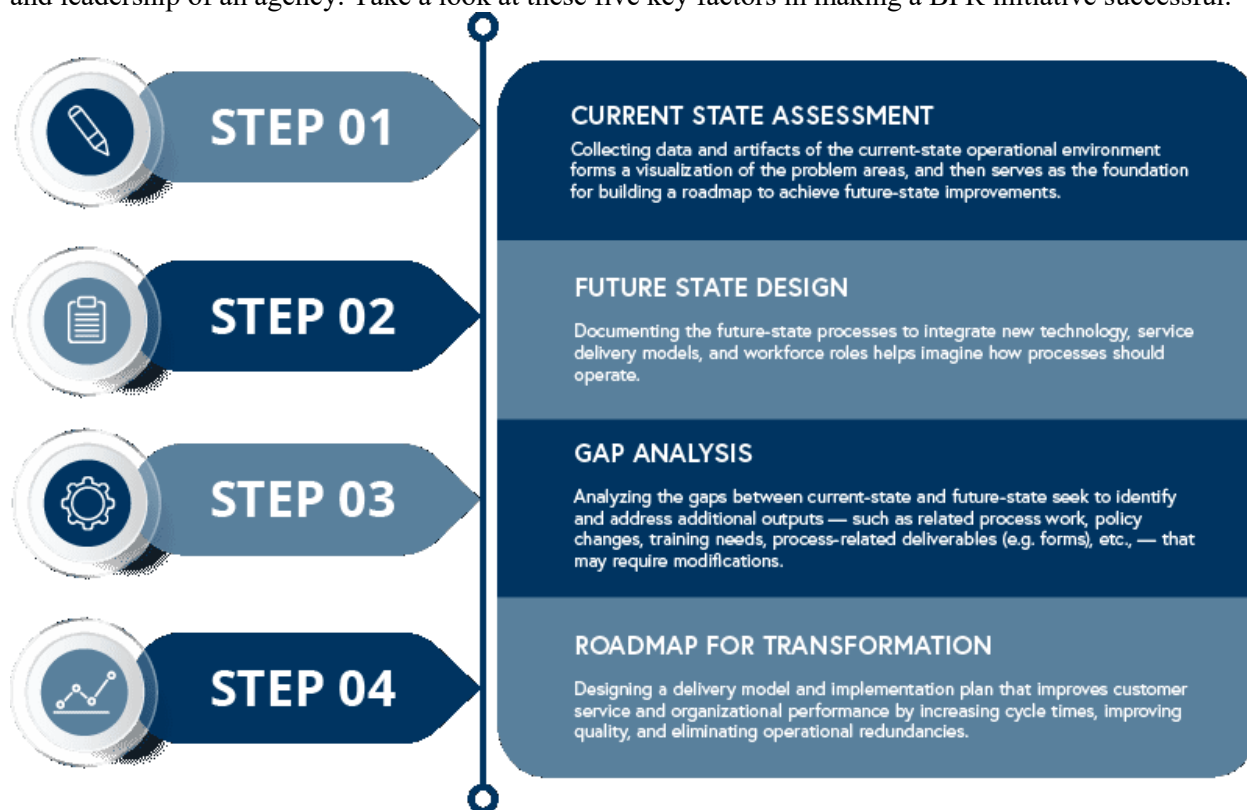 and leadership of an agency. Take a look at these five key factors in making a BPR initiative successful.
STEP 01
CURRENT STATE ASSESSMENT
Collecting data and artifacts of the current-state operational environment
forms a visualization of the problem areas, and then serves as the foundation
for building a roadmap to achieve future-state improvements.
STEP 02
FUTURE STATE DESIGN
Documenting the future-state processes to integrate new technology, service
delivery models, and workforce roles helps imagine how processes should
operate.
STEP 03
GAP ANALYSIS
Analyzing the gaps between current-state and future-state seek to identify
and address additional outputs — such as related process work, policy
changes, training needs, process-related deliverables (e.g. forms), etc., — that
may require modifications.
STEP 04
ROADMAP FOR TRANSFORMATION
Designing a delivery model and implementation plan that improves customer
service and organizational performance by increasing cycle times, improving
quality, and eliminating operational redundancies.